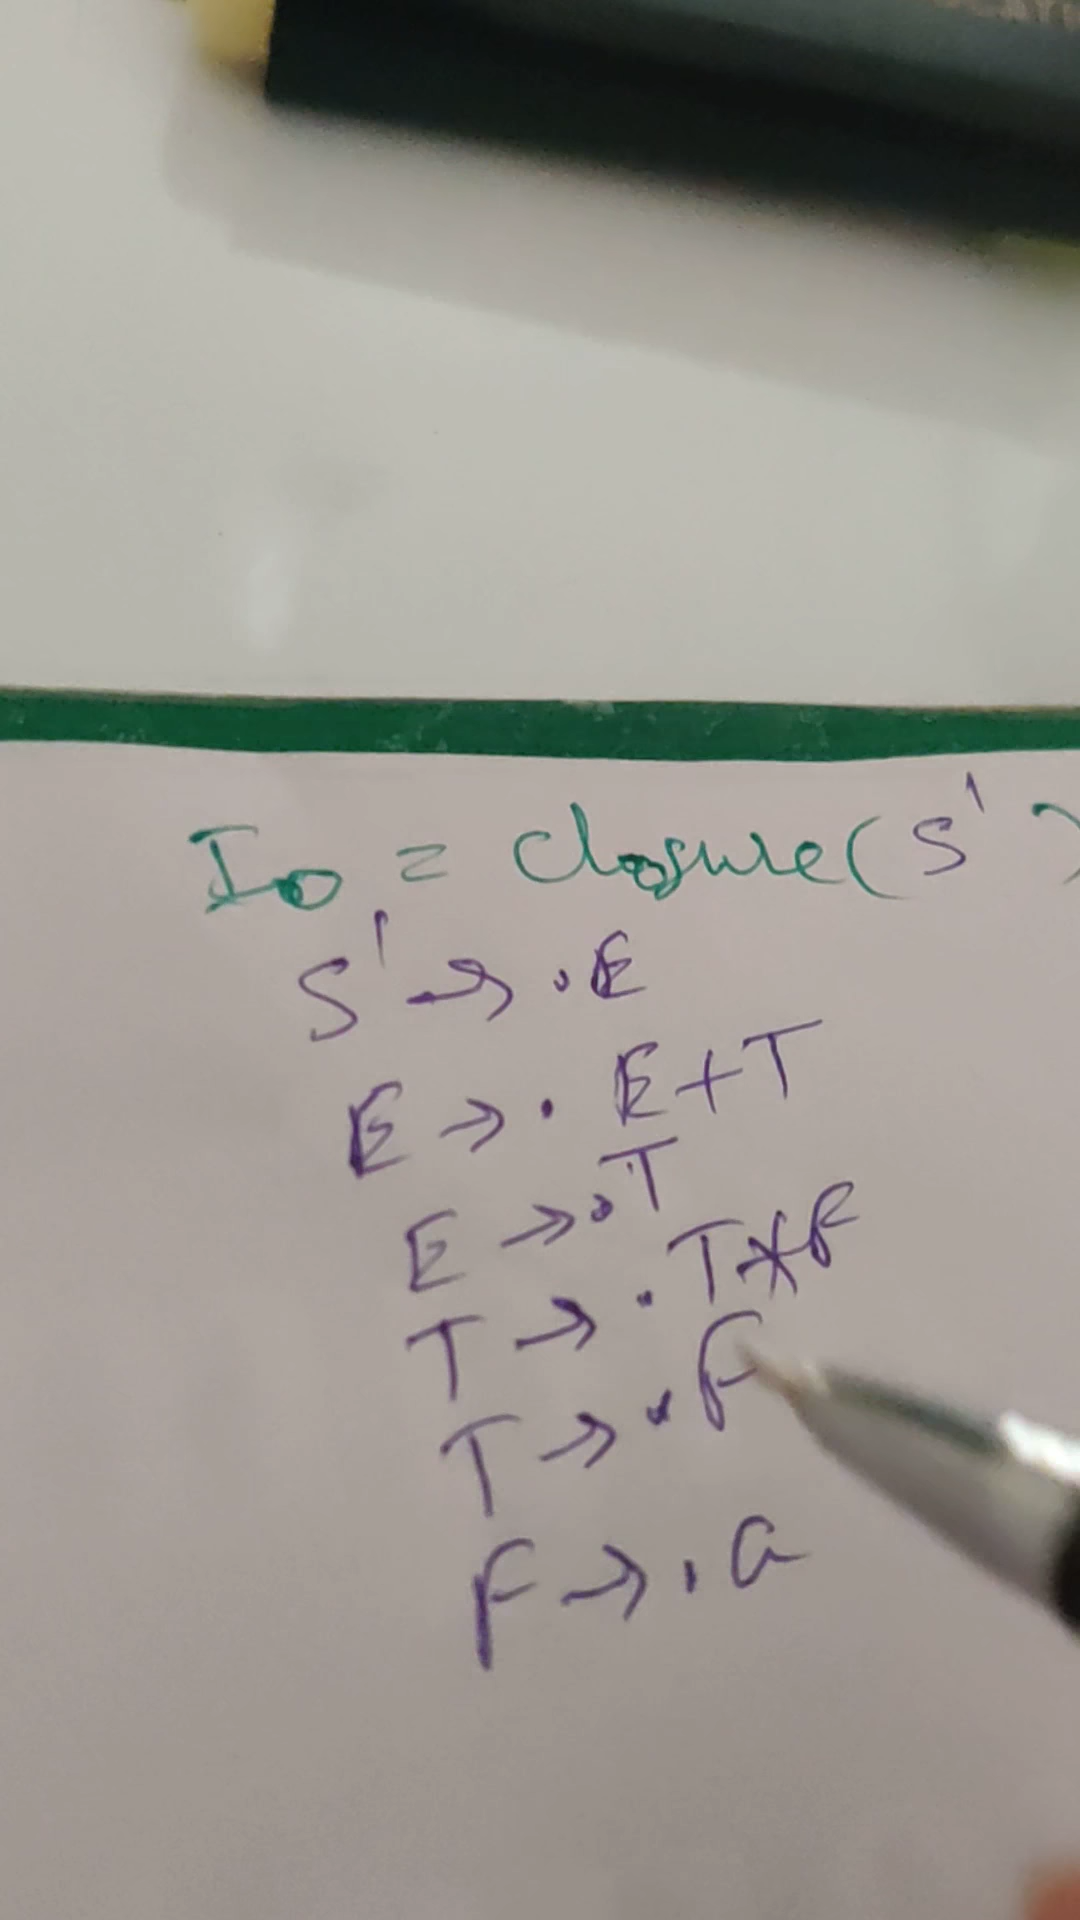 I0 = closure(S')
S' → .E
E → . E+T
E → .T
T → . T*F
T → .F
F → .a